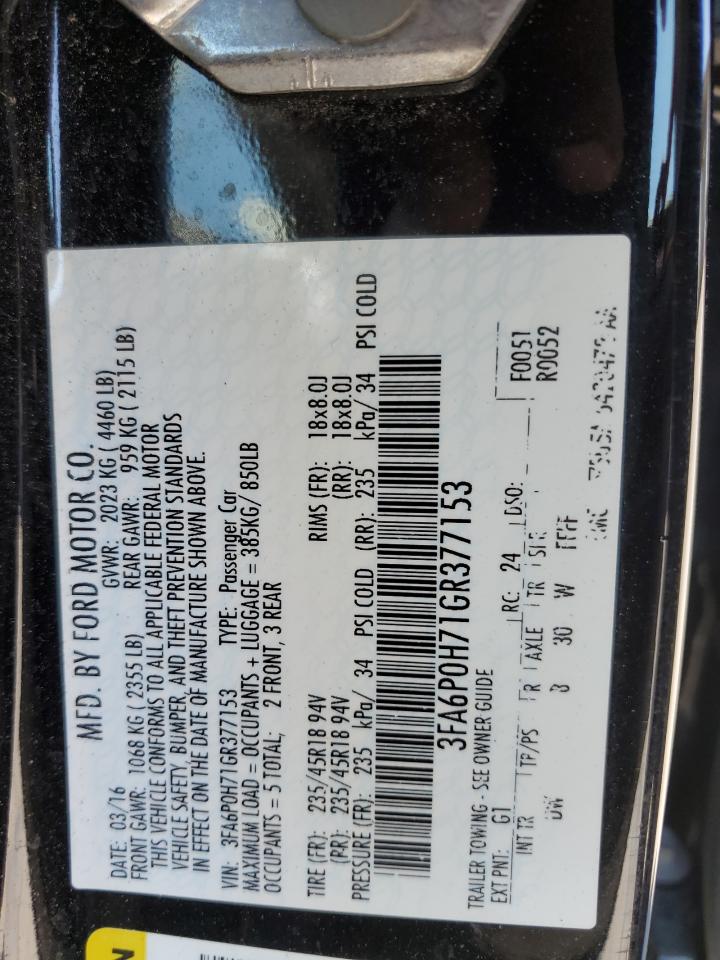 MFD. BY FORD MOTOR CO.
DATE: 03/16 GVWR: 2023 KG ( 4460 LB)
FRONT GAWR: 1068 KG ( 2355 LB) REAR GAWR: 959 KG ( 2115 LB)
THIS VEHICLE CONFORMS TO ALL APPLICABLE FEDERAL MOTOR
VEHICLE SAFETY, BUMPER, AND THEFT PREVENTION STANDARDS
IN EFFECT ON THE DATE OF MANUFACTURE SHOWN ABOVE.
VIN: 3FA6P0H71GR377153 TYPE: Passenger Car
MAXIMUM LOAD = OCCUPANTS + LUGGAGE = 385KG/ 850LB
OCCUPANTS = 5 TOTAL; 2 FRONT, 3 REAR
TIRE (FR): 235/45R18 94V RIMS (FR): 18x8.0J
(RR): 235/45R18 94V (RR): 18x8.0J
PRESSURE (FR): 235 kPa/ 34 PSI COLD (RR): 235 kPa/ 34 PSI COLD
3FA6P0H71GR377153
TRAILER TOWING - SEE OWNER GUIDE
EXT PNT: G1 RC: 24 DSO: F0051
R0052
INT TR TP/PS R AXLE TR
DW 30 W
N